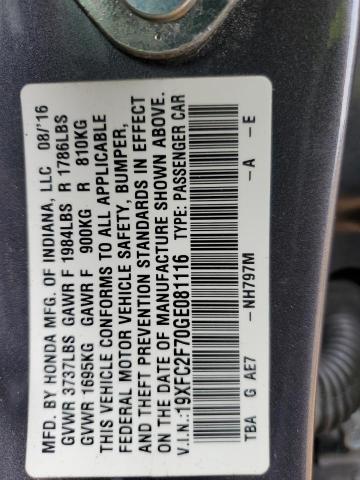 MFD. BY HONDA MFG. OF INDIANA, LLC 08/'16
GVWR 3737LBS GAWR F 1984LBS R 1786LBS
GVWR 1695KG GAWR F 900KG R 810KG
THIS VEHICLE CONFORMS TO ALL APPLICABLE
FEDERAL MOTOR VEHICLE SAFETY, BUMPER,
AND THEFT PREVENTION STANDARDS IN EFFECT
ON THE DATE OF MANUFACTURE SHOWN ABOVE.
V.I.N.:19XFC2F70GE081116 TYPE: PASSENGER CAR
TBA G AE7 -NH797M -A -E